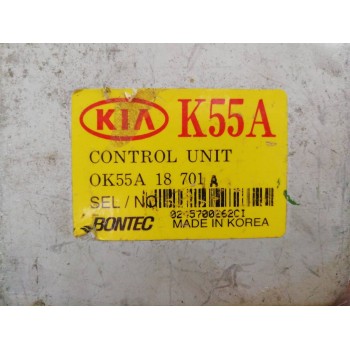 KIA K55A
CONTROL UNIT
OK55A 18 701 A
SEL / NO
0245700262CI
BONTEC MADE IN KOREA